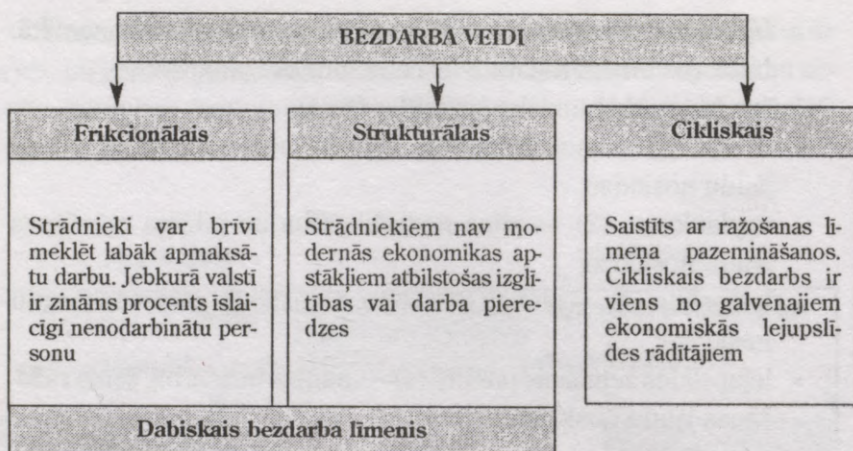 BEZDARBA VEIDI
Frikcionālais
Strādnieki var brīvi
meklēt labāk apmaksā-
tu darbu. Jebkurā valstī
ir zināms procents īslai-
cīgi nenodarbinātu per-
sonu
Strukturālais
Strādniekiem nav mo-
dernās ekonomikas ap-
stākļiem atbilstošas izglī-
tības vai darba piere-
dzes
Cikliskais
Saistīts ar ražošanas lī-
meņa pazemināšanos.
Cikliskais bezdarbs ir
viens no galvenajiem
ekonomiskās lejupslī-
des rādītājiem
Dabiskais bezdarba līmenis